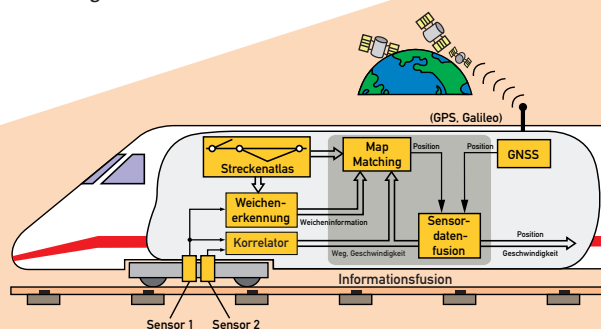 (GPS, Galileo)
Streckenatlas
Map
Matching
Position
Position
GNSS
Weichen-
erkennung
Weicheninformation
Korrelator
Weg, Geschwindigkeit
Sensor-
daten-
fusion
Position
Geschwindigkeit
Informationsfusion
Sensor 1
Sensor 2